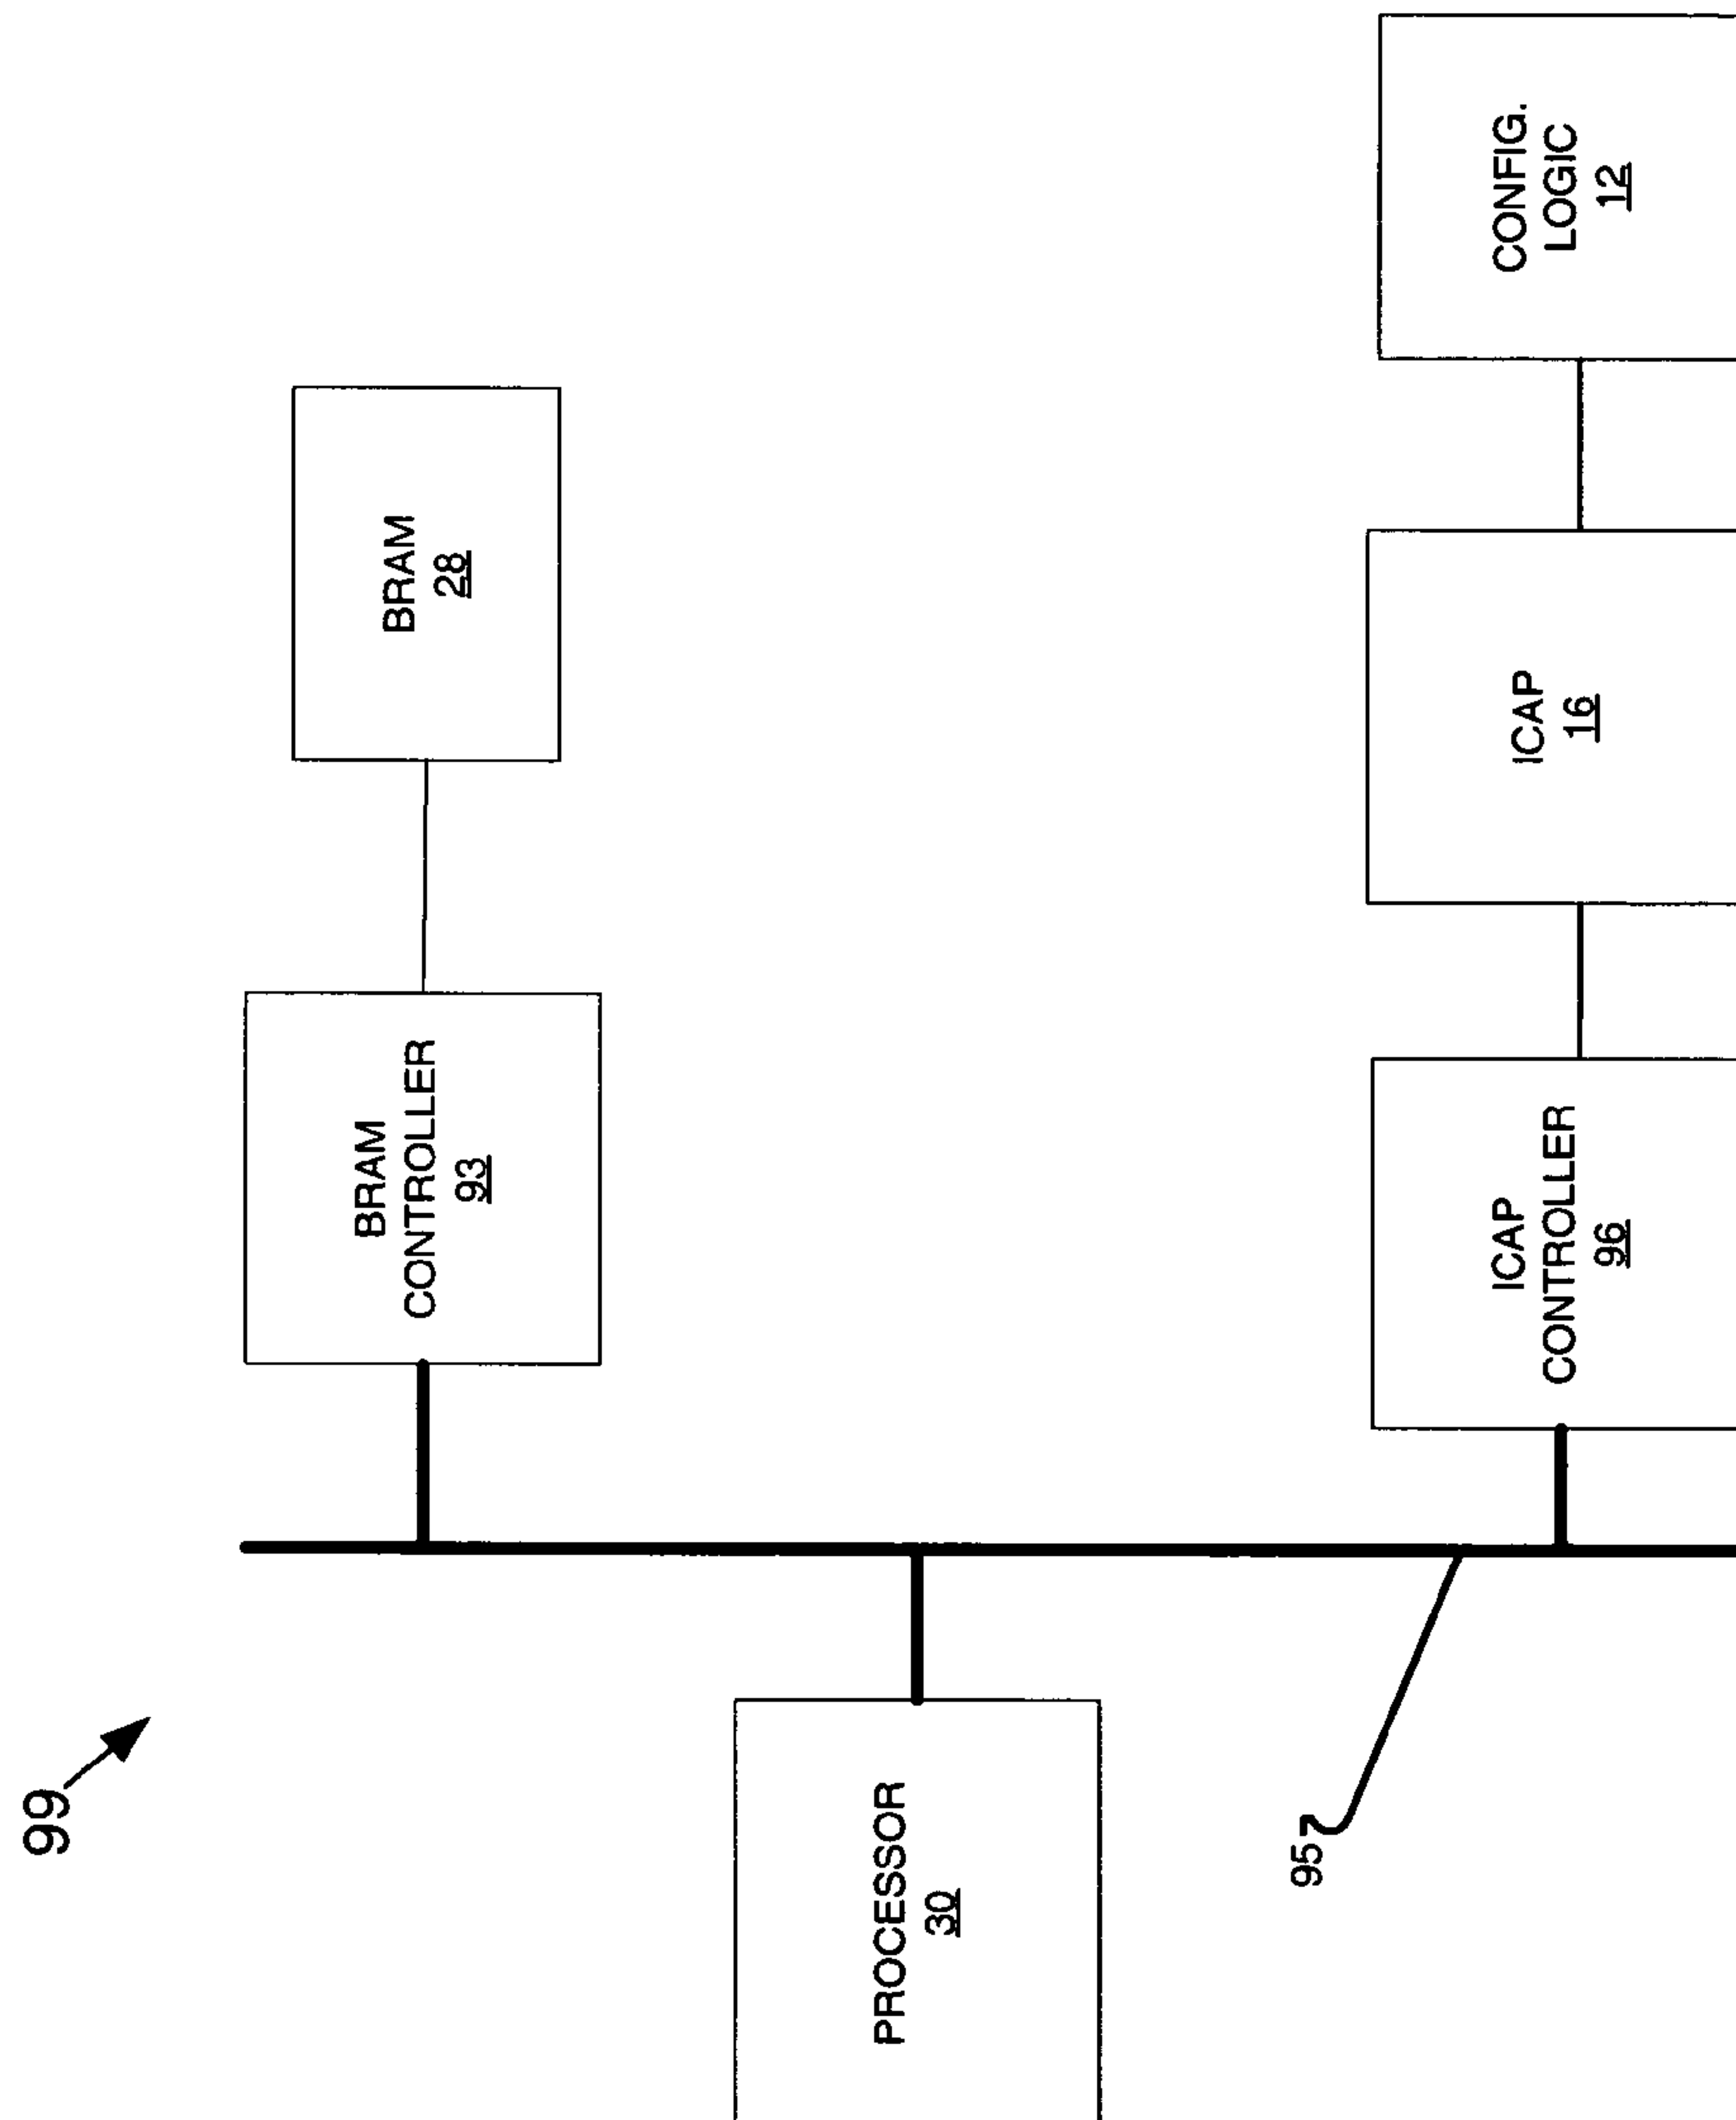 99
BRAM
CONTROLLER
93
BRAM
28
PROCESSOR
30
95
ICAP
CONTROLLER
96
ICAP
16
CONFIG.
LOGIC
12